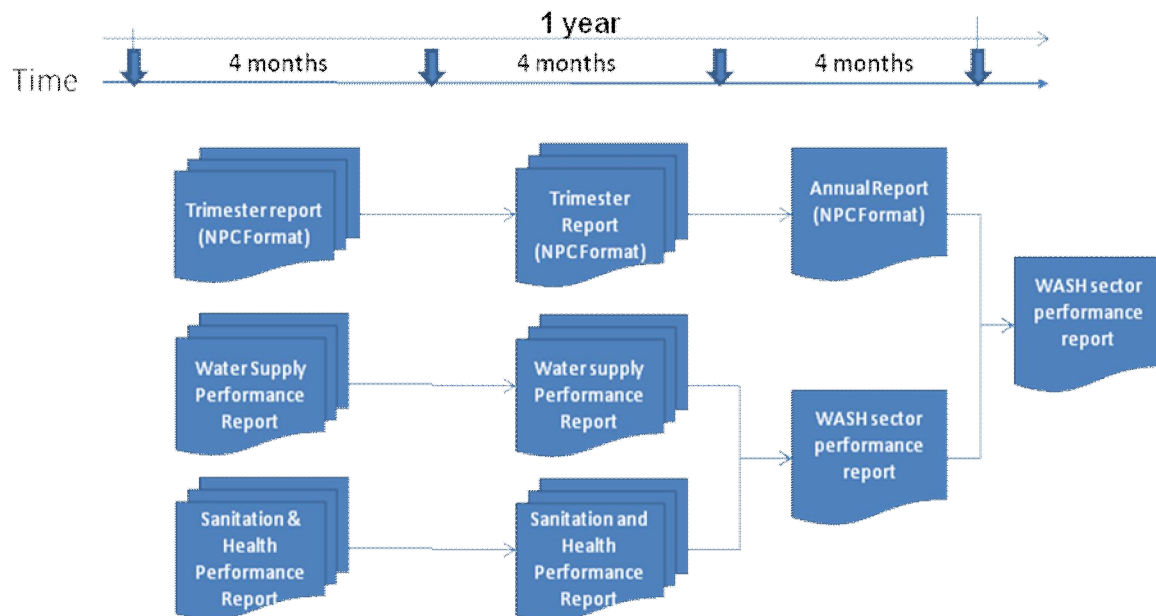 1 year
4 months
4 months
4 months
Time
Trimester report
(NPCFormat)
Trimester
Report
(NPCFormat)
Annual Report
(NPCFormat)
WASH sector
performance
report
Water Supply
Performance
Report
Water supply
Performance
Report
WASH sector
performance
report
Sanitation &
Health
Performance
Report
Sanitation and
Health
Performance
Report